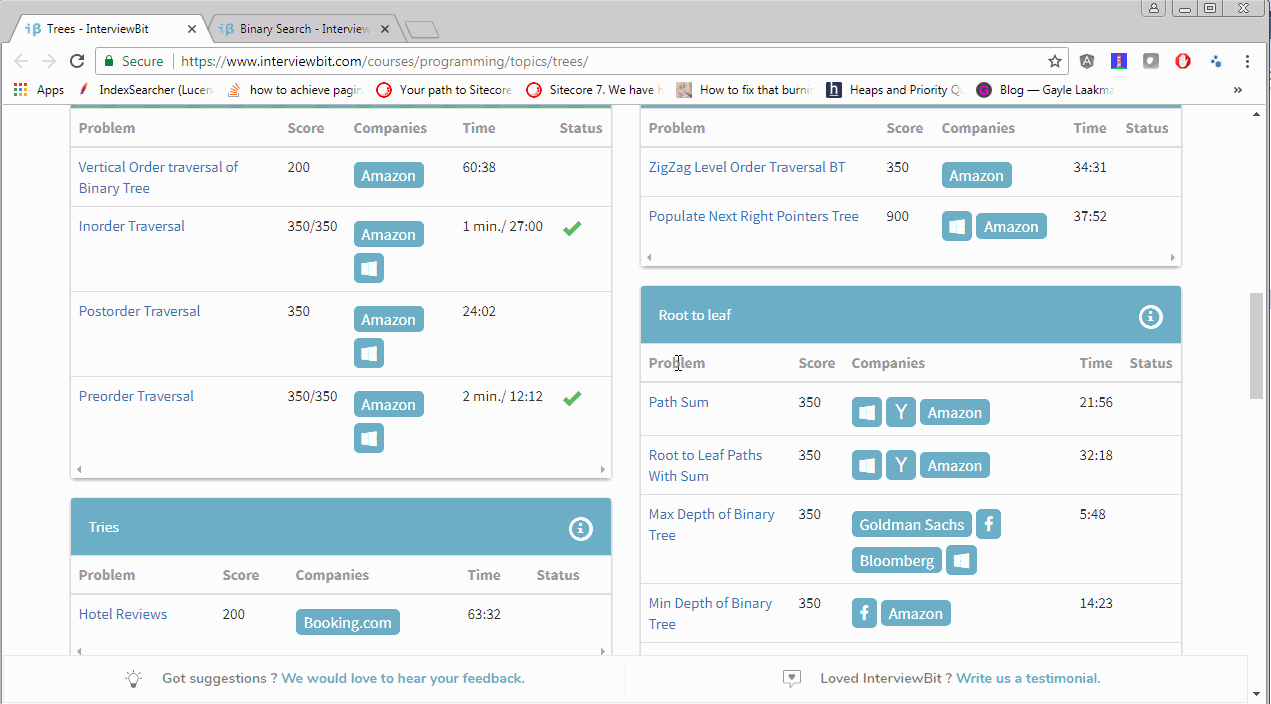 Trees - InterviewBit
Binary Search - Interview
Secure
https://www.interviewbit.com/courses/programming/topics/trees/
Apps
IndexSearcher (Lucen
how to achieve pagin
Your path to Sitecore
Sitecore 7. We have h
How to fix that burni
Heaps and Priority Q
Blog — Gayle Laakma
»
Problem Score Companies Time Status
Vertical Order traversal of 200 Amazon 60:38
Binary Tree
Inorder Traversal 350/350 Amazon 1 min./ 27:00
Postorder Traversal 350 Amazon 24:02
Preorder Traversal 350/350 Amazon 2 min./ 12:12
Tries
Problem Score Companies Time Status
Hotel Reviews 200 Booking.com 63:32
Problem Score Companies Time Status
ZigZag Level Order Traversal BT 350 Amazon 34:31
Populate Next Right Pointers Tree 900 Amazon 37:52
Root to leaf
Problem Score Companies Time Status
Path Sum 350 Y Amazon 21:56
Root to Leaf Paths 350 Y Amazon 32:18
With Sum
Max Depth of Binary 350 Goldman Sachs f 5:48
Tree Bloomberg
Min Depth of Binary 350 f Amazon 14:23
Tree
Got suggestions ? We would love to hear your feedback.
Loved InterviewBit ? Write us a testimonial.